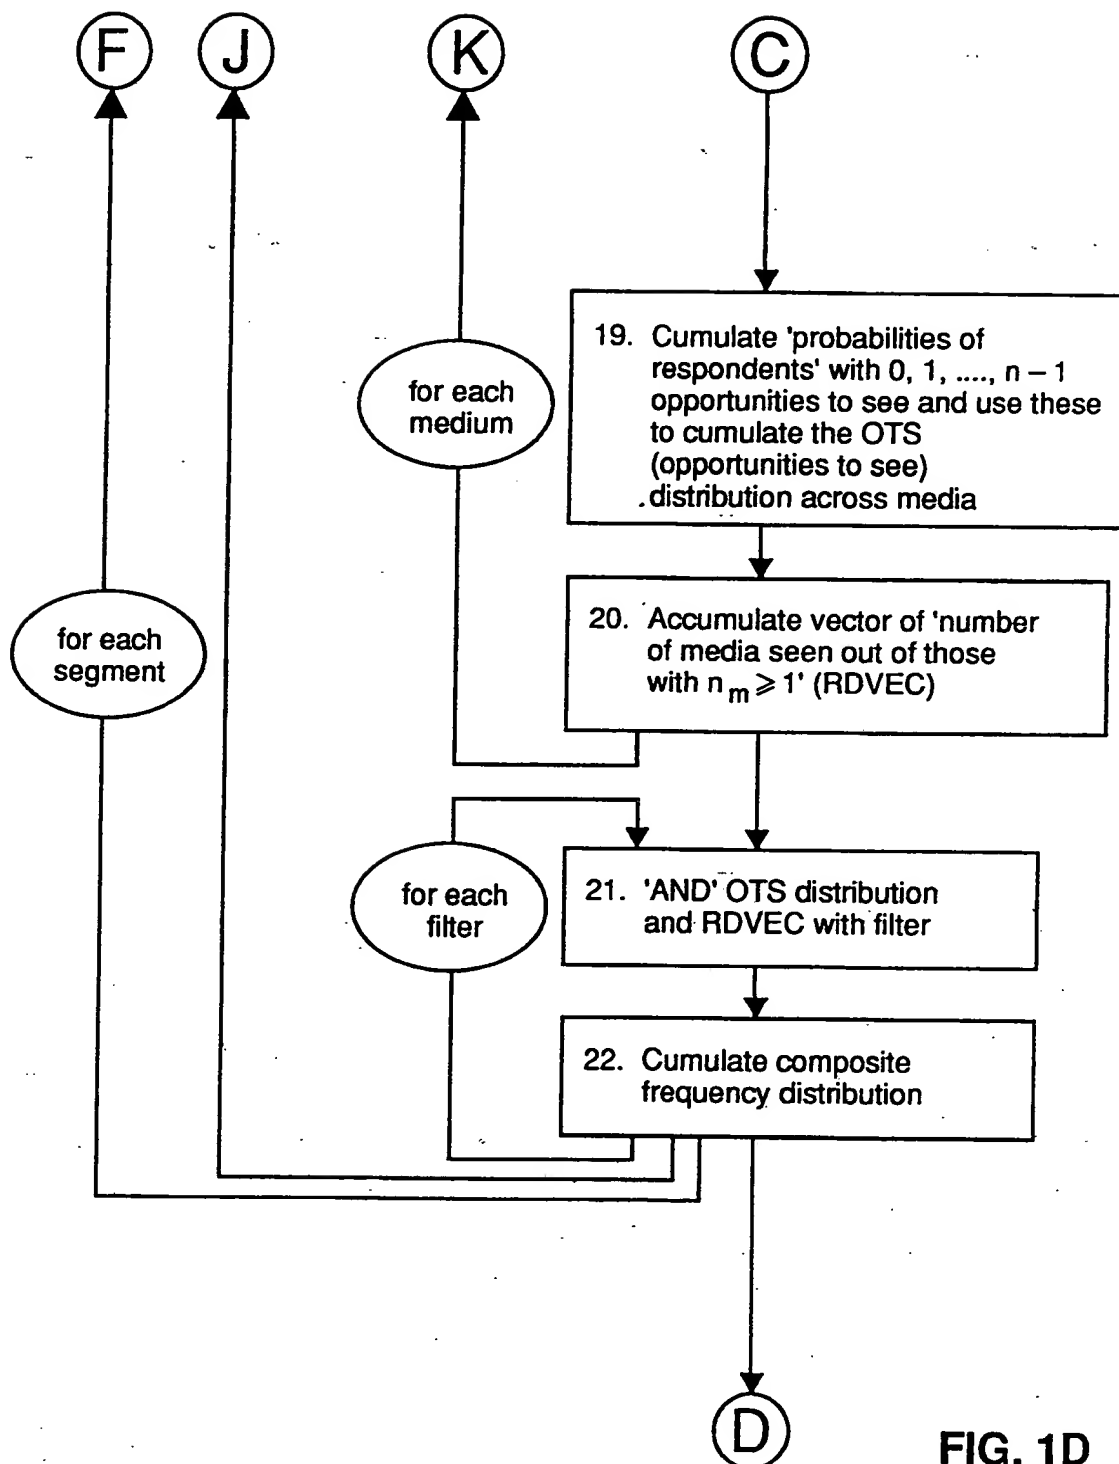 F J K C
19. Cumulate 'probabilities of
respondents' with 0, 1, ...., n – 1
opportunities to see and use these
to cumulate the OTS
(opportunities to see)
distribution across media
for each
medium
20. Accumulate vector of 'number
of media seen out of those
with n m ⩾ 1' (RDVEC)
for each
segment
21. 'AND' OTS distribution
and RDVEC with filter
for each
filter
22. Cumulate composite
frequency distribution
D
FIG. 1D